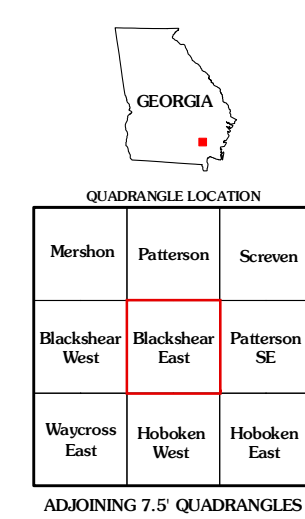 GEORGIA
QUADRANGLE LOCATION
Mershon
Patterson
Screven
Blackshear
West
Blackshear
East
Patterson
SE
Waycross
East
Hoboken
West
Hoboken
East
ADJOINING 7.5' QUADRANGLES